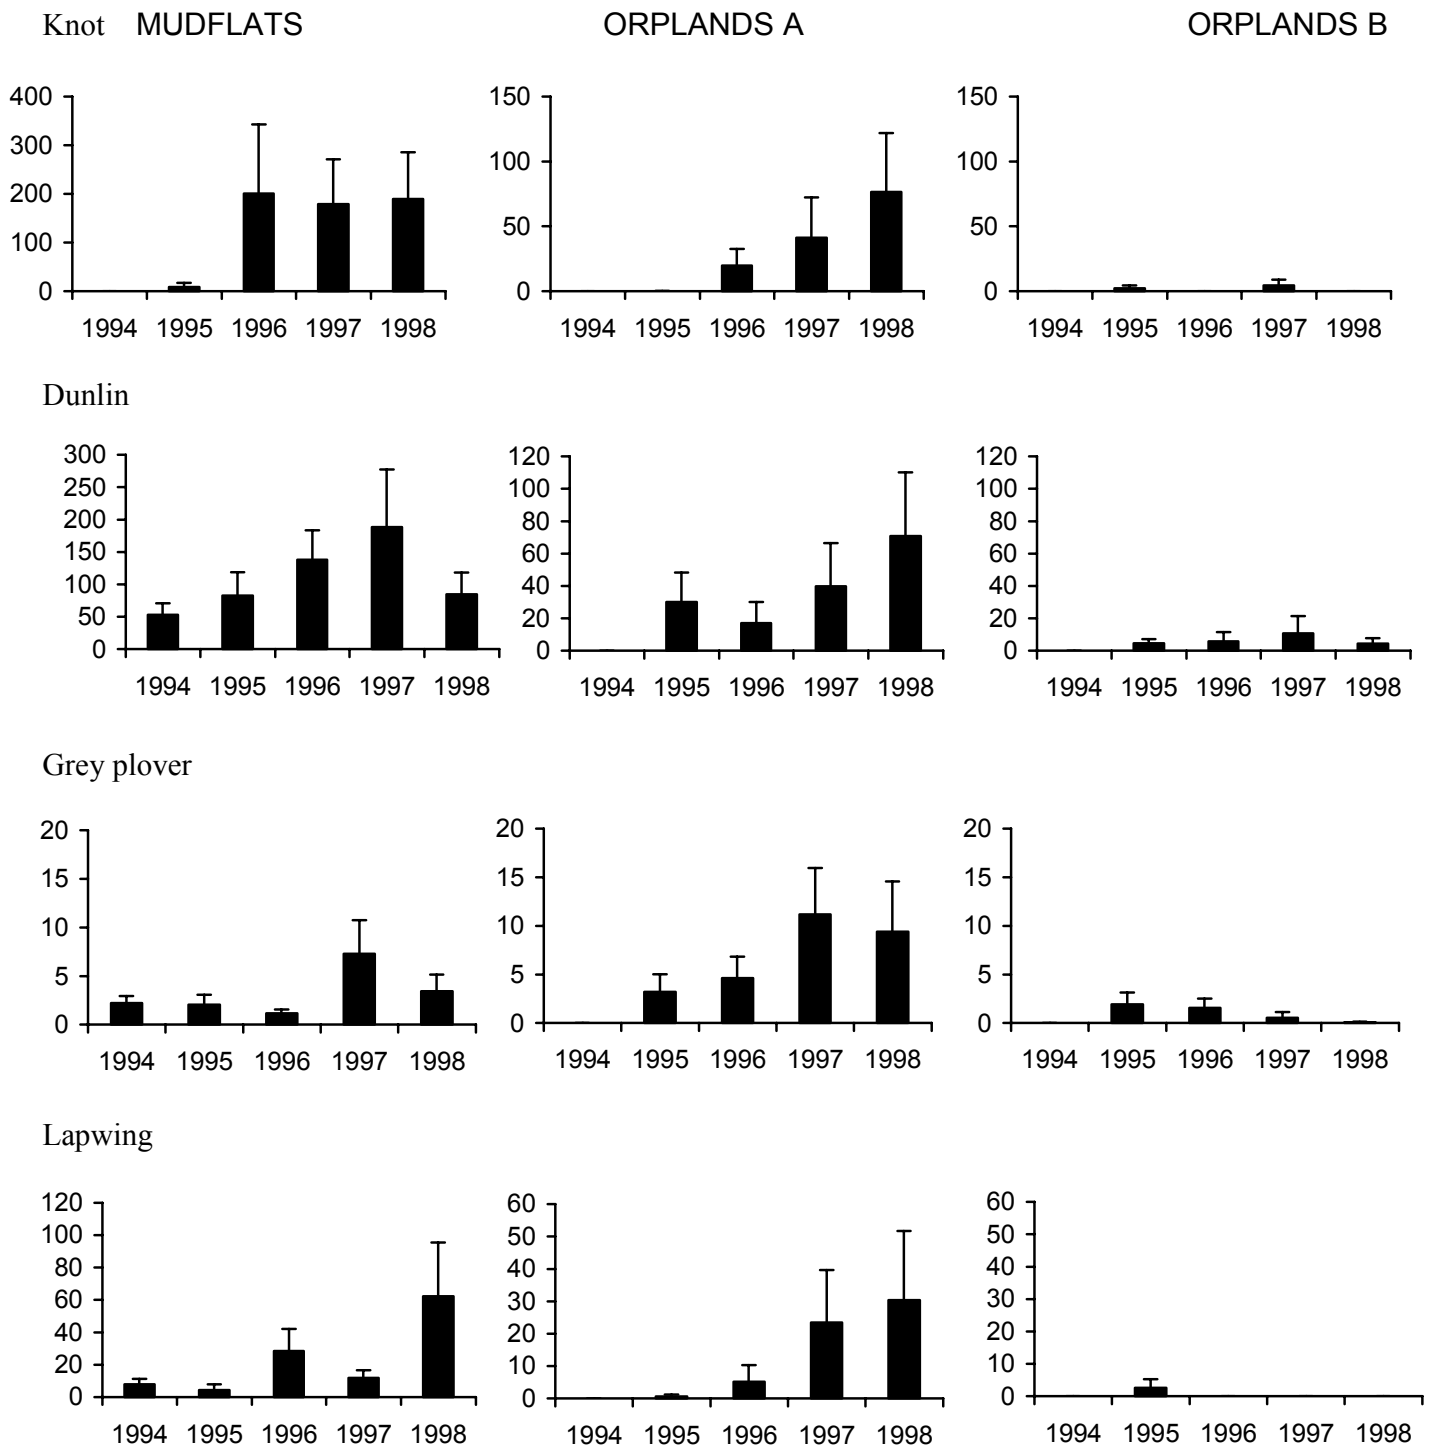 Knot MUDFLATS ORPLANDS A ORPLANDS B
400 150 150
300
100 100
200
50 50
100
0 0 0
1994 1995 1996 1997 1998 1994 1995 1996 1997 1998 1994 1995 1996 1997 1998
Dunlin
300 120 120
250 100 100
200 80 80
150 60 60
100 40 40
50 20 20
0 0 0
1994 1995 1996 1997 1998 1994 1995 1996 1997 1998 1994 1995 1996 1997 1998
Grey plover
20 20 20
15 15 15
10 10 10
5 5 5
0 0 0
1994 1995 1996 1997 1998 1994 1995 1996 1997 1998 1994 1995 1996 1997 1998
Lapwing
120 60 60
100 50 50
80 40 40
60 30 30
40 20 20
20 10 10
0 0 0
1994 1995 1996 1997 1998 1994 1995 1996 1997 1998 1994 1995 1996 1997 1998